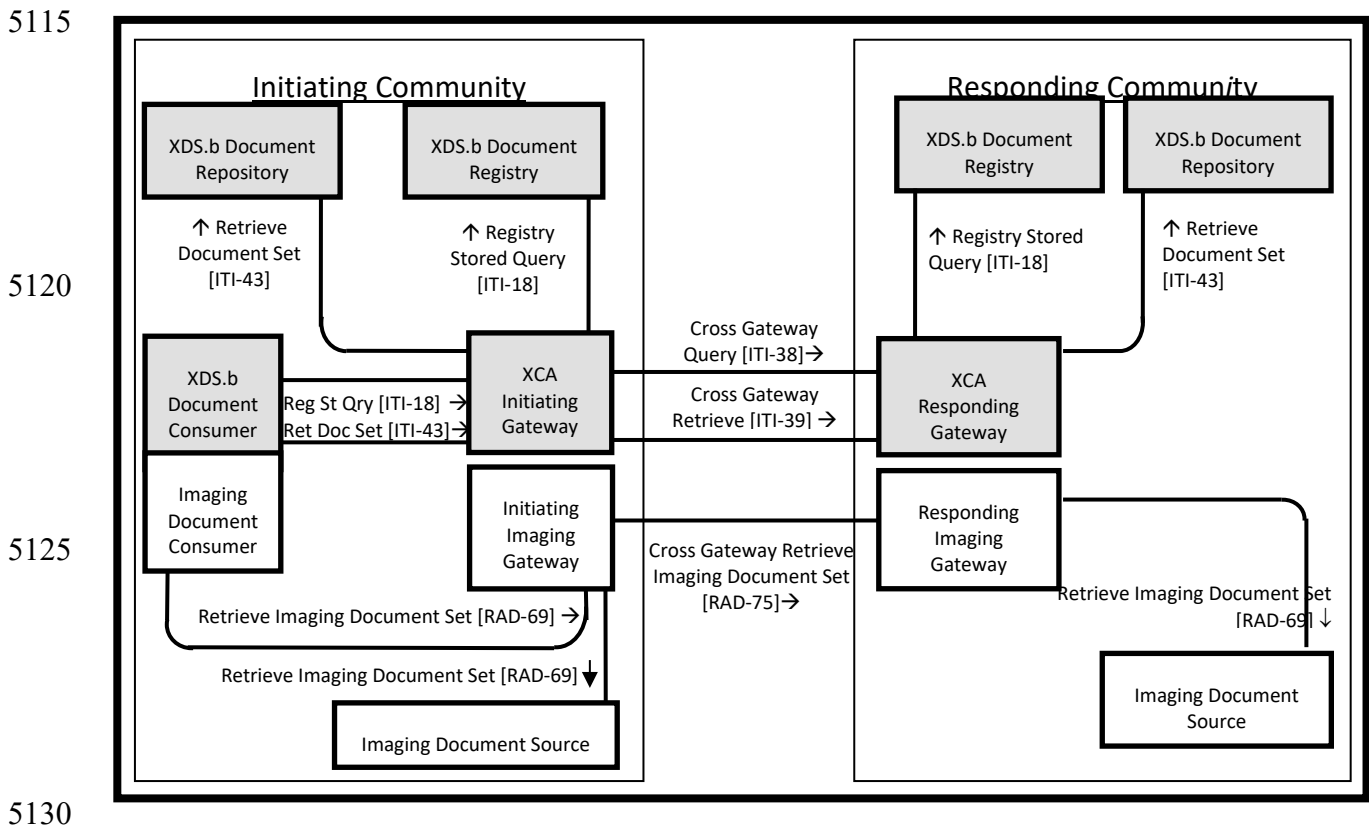 5115
Initiating Community
XDS.b Document
Repository
XDS.b Document
Registry
↑ Retrieve
Document Set
[ITI-43]
↑ Registry
Stored Query
[ITI-18]
5120
XDS.b
Document
Consumer
Reg St Qry [ITI-18] →
Ret Doc Set [ITI-43]→
XCA
Initiating
Gateway
Imaging
Document
Consumer
Initiating
Imaging
Gateway
5125
Retrieve Imaging Document Set [RAD-69] →
Retrieve Imaging Document Set [RAD-69] ↓
Imaging Document Source
Cross Gateway
Query [ITI-38]→
Cross Gateway
Retrieve [ITI-39] →
Cross Gateway Retrieve
Imaging Document Set
[RAD-75]→
Responding Community
XDS.b Document
Registry
XDS.b Document
Repository
↑ Registry Stored
Query [ITI-18]
↑ Retrieve
Document Set
[ITI-43]
XCA
Responding
Gateway
Responding
Imaging
Gateway
Retrieve Imaging Document Set
[RAD-69] ↓
Imaging Document
Source
5130